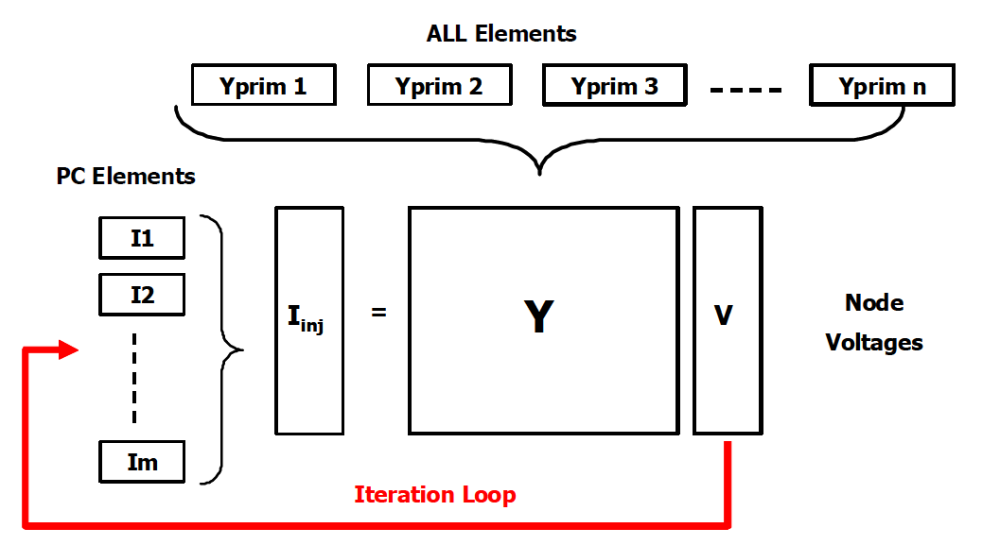 ALL Elements
Yprim 1 Yprim 2 Yprim 3 Yprim n
PC Elements
I1
I2
Im
Iinj = Y V
Node
Voltages
Iteration Loop